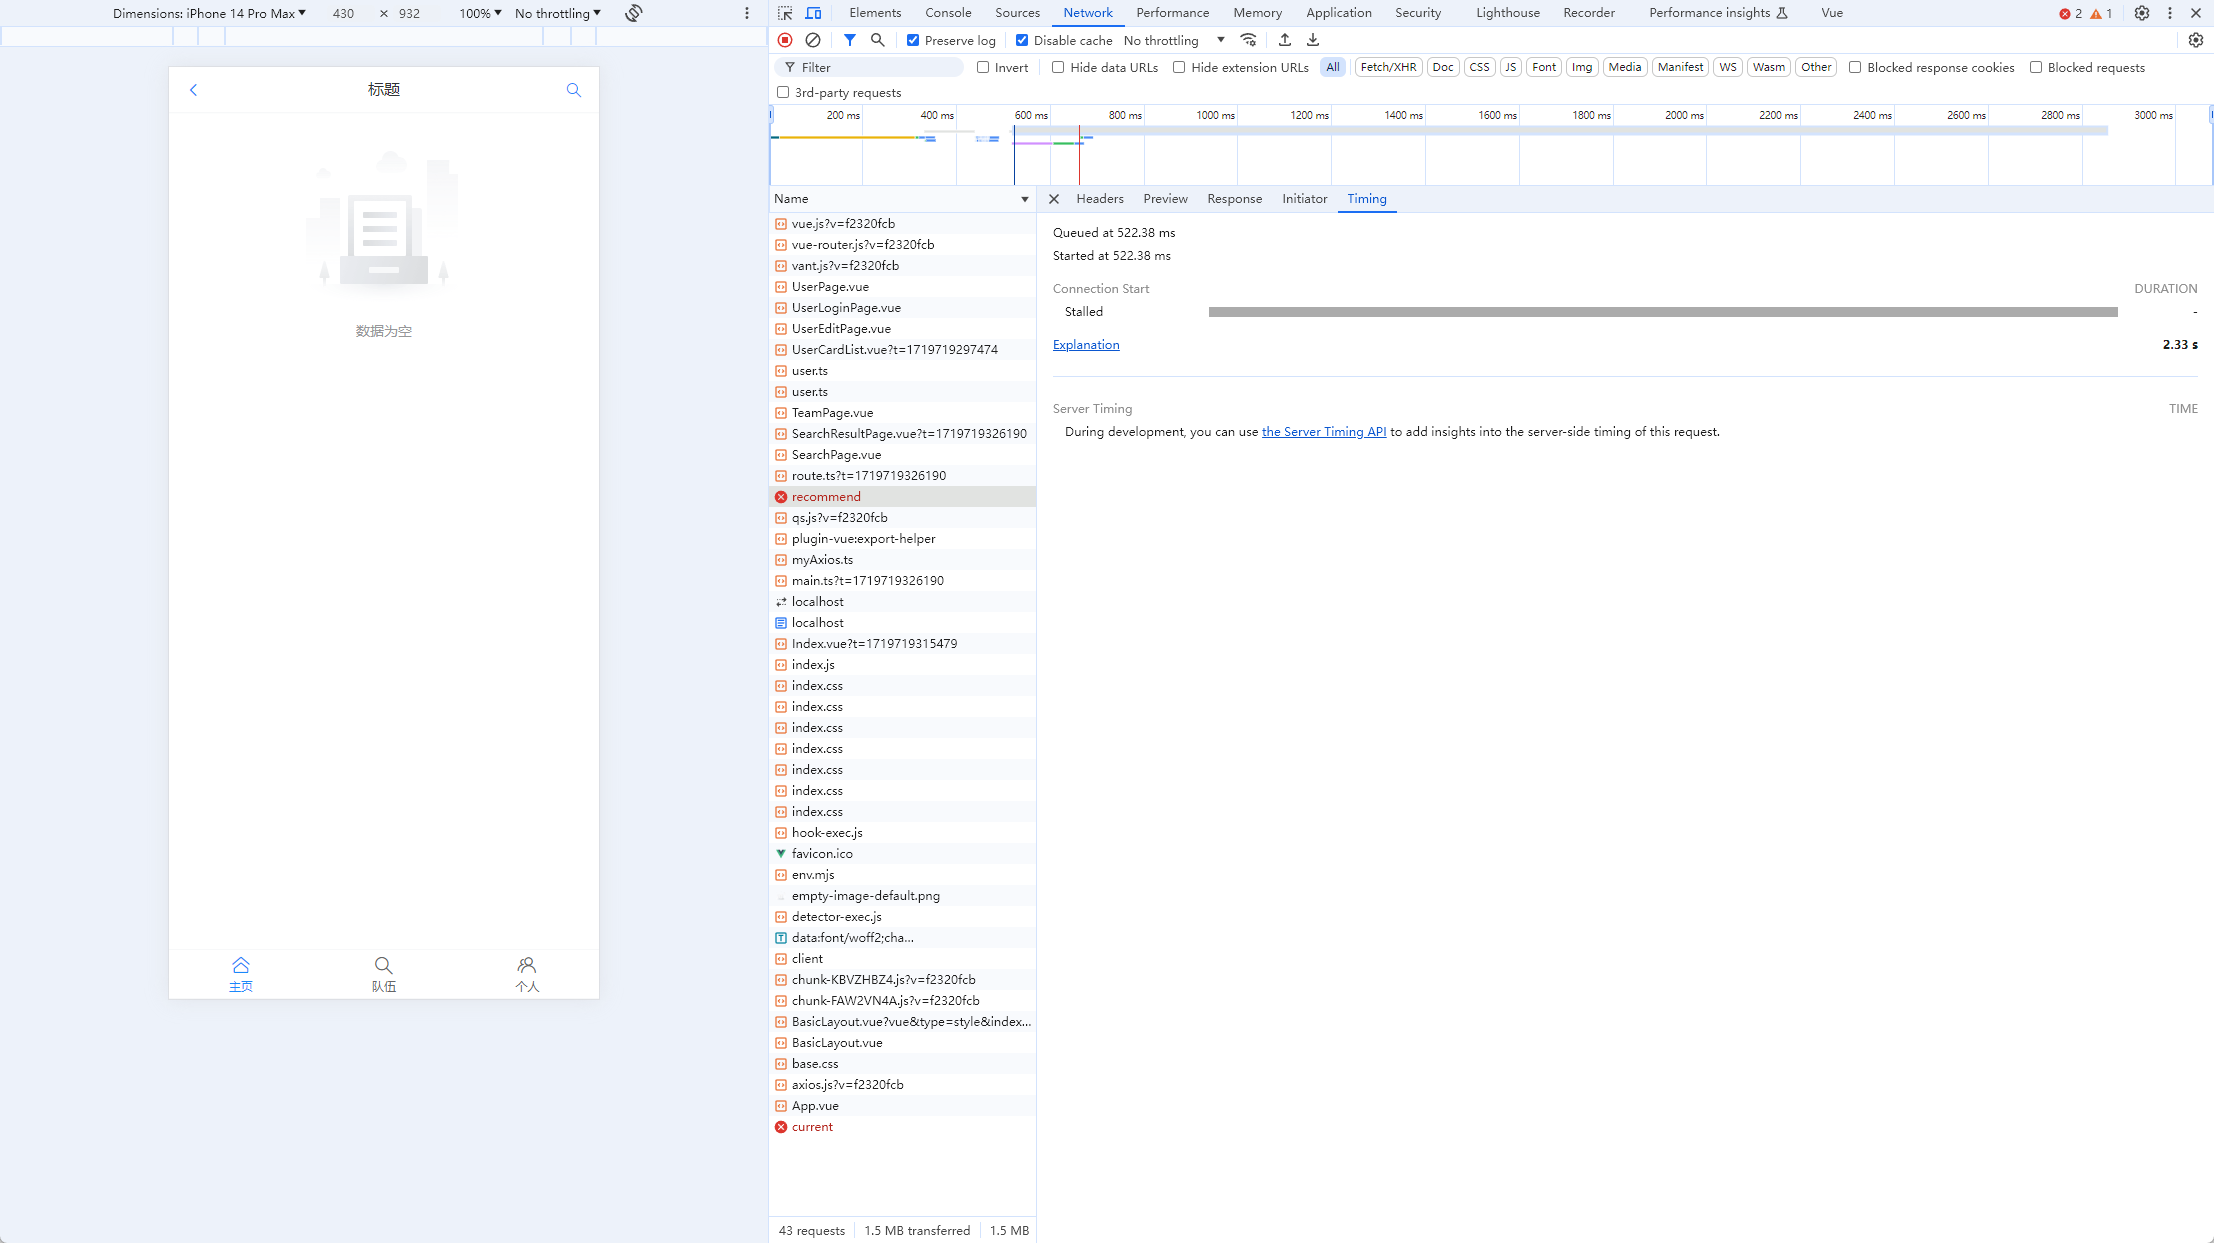 Dimensions: iPhone 14 Pro Max 430 × 932 100% No throttling
标题
数据为空
主页 队伍 个人
Elements Console Sources Network Performance Memory Application Security Lighthouse Recorder Performance insights Vue 2 1
Preserve log Disable cache No throttling
Filter Invert Hide data URLs Hide extension URLs All Fetch/XHR Doc CSS JS Font Img Media Manifest WS Wasm Other Blocked response cookies Blocked requests
3rd-party requests
200 ms 400 ms 600 ms 800 ms 1000 ms 1200 ms 1400 ms 1600 ms 1800 ms 2000 ms 2200 ms 2400 ms 2600 ms 2800 ms 3000 ms
Name
vue.js?v=f2320fcb
vue-router.js?v=f2320fcb
vant.js?v=f2320fcb
UserPage.vue
UserLoginPage.vue
UserEditPage.vue
UserCardList.vue?t=1719719297474
user.ts
user.ts
TeamPage.vue
SearchResultPage.vue?t=1719719326190
SearchPage.vue
route.ts?t=1719719326190
recommend
qs.js?v=f2320fcb
plugin-vue:export-helper
myAxios.ts
main.ts?t=1719719326190
localhost
localhost
Index.vue?t=1719719315479
index.js
index.css
index.css
index.css
index.css
index.css
index.css
index.css
hook-exec.js
favicon.ico
env.mjs
empty-image-default.png
detector-exec.js
data:font/woff2;cha...
client
chunk-KBVZHBZ4.js?v=f2320fcb
chunk-FAW2VN4A.js?v=f2320fcb
BasicLayout.vue?vue&type=style&index...
BasicLayout.vue
base.css
axios.js?v=f2320fcb
App.vue
current
43 requests 1.5 MB transferred 1.5 MB
Headers Preview Response Initiator Timing
Queued at 522.38 ms
Started at 522.38 ms
Connection Start DURATION
Stalled -
Explanation 2.33 s
Server Timing TIME
During development, you can use the Server Timing API to add insights into the server-side timing of this request.